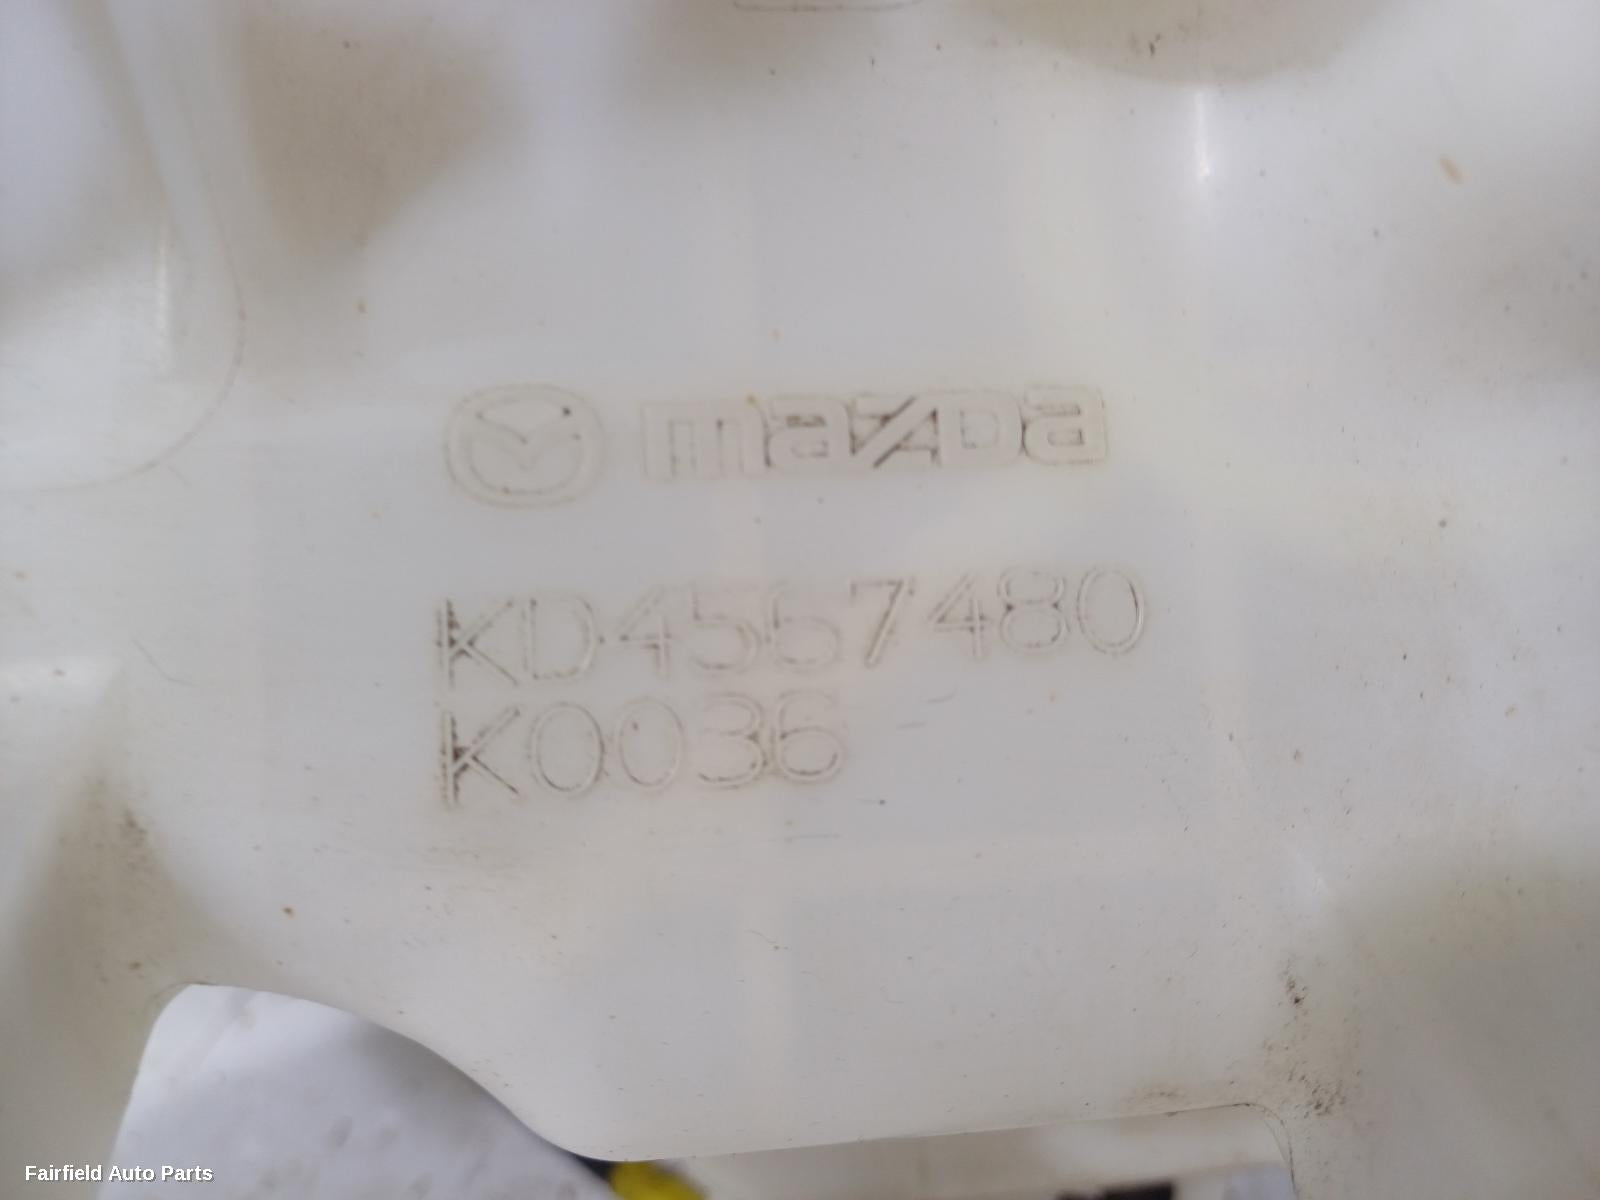 mazda
KD4567480
K0036
Fairfield Auto Parts